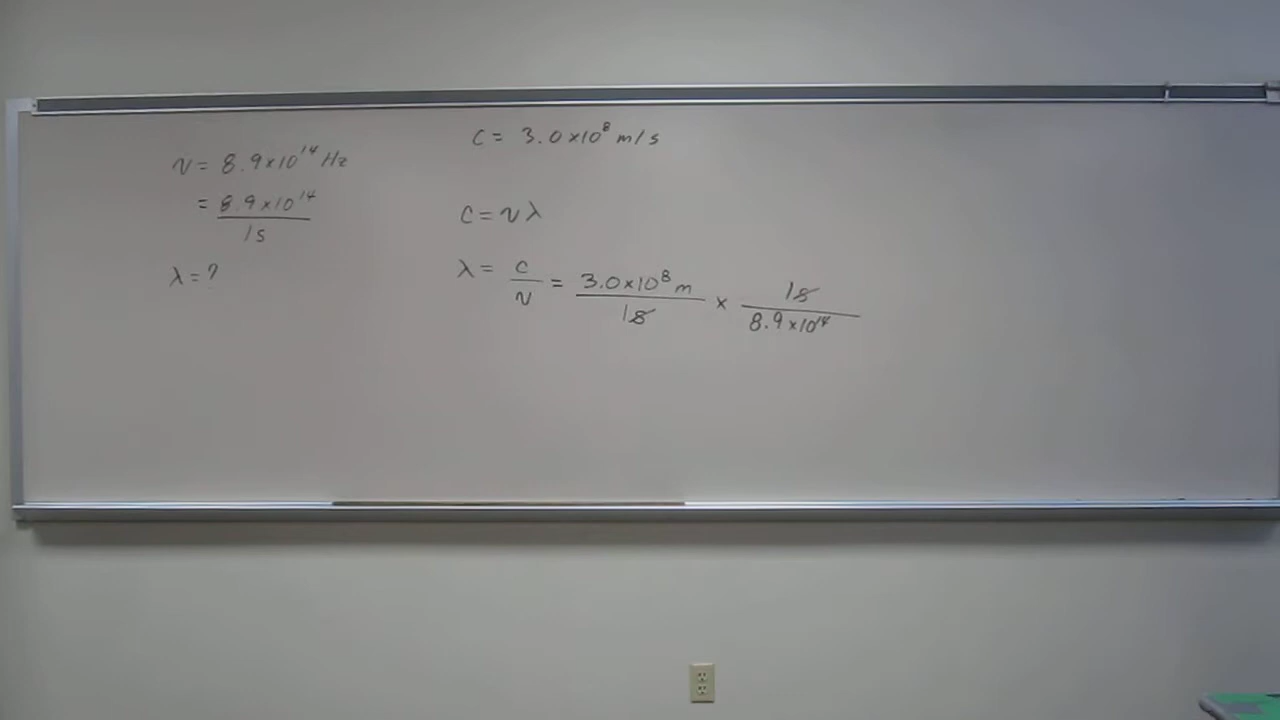 ν = 8.9×10¹⁴ Hz
= 8.9×10¹⁴
1s
λ = ?
c = 3.0×10⁸ m/s
c = νλ
λ = c/ν = 3.0×10⁸ m / 1s × 1s / 8.9×10¹⁴